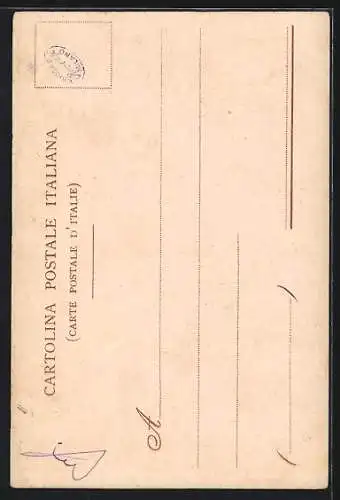 CARTOLINA POSTALE ITALIANA
(CARTE POSTALE D'ITALIE)
A
( )